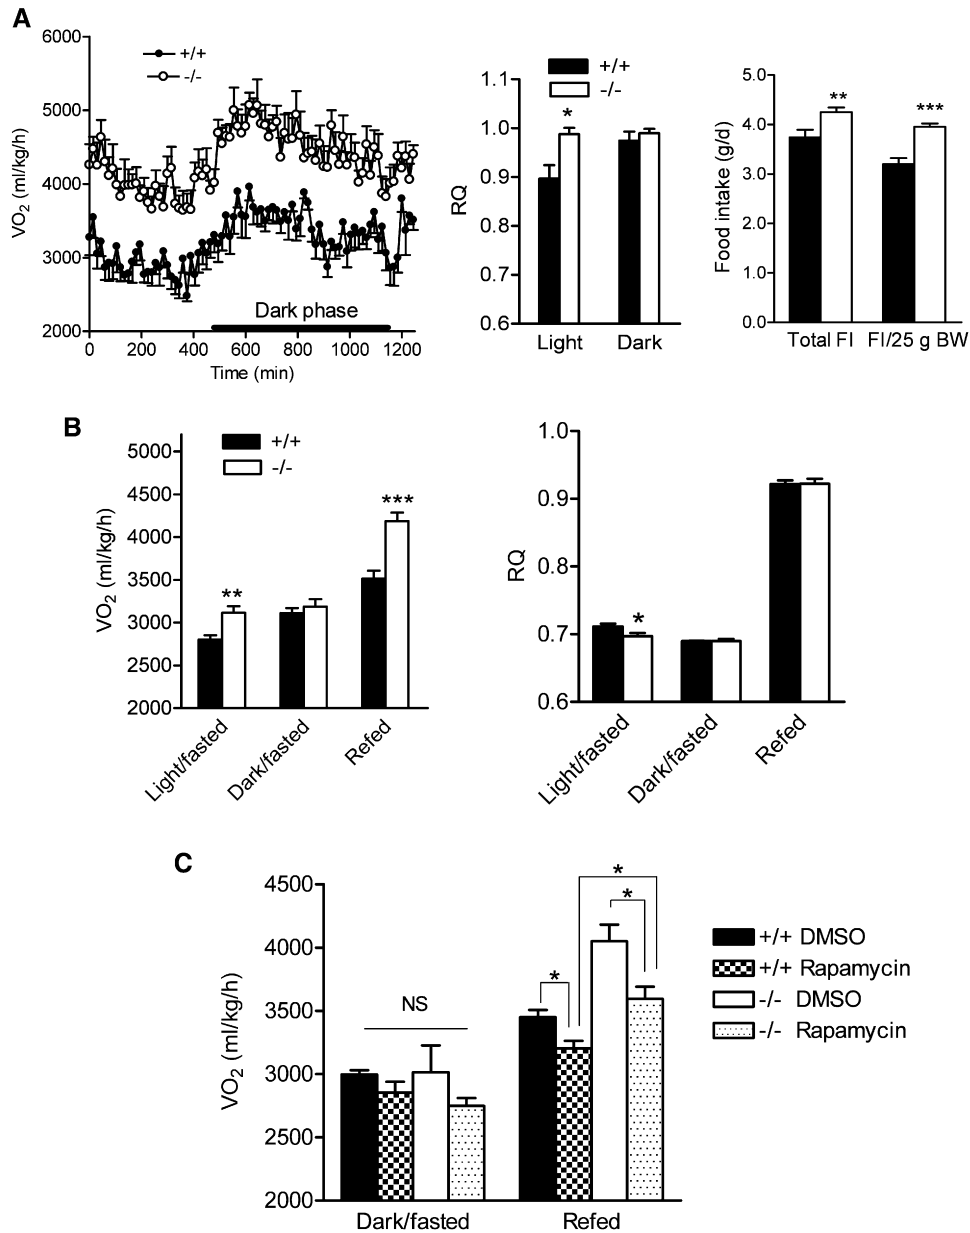 A
6000
5000
4000
3000
2000
VO2 (ml/kg/h)
+/+
-/-
Dark phase
0 200 400 600 800 1000 1200
Time (min)
1.1
1.0
0.9
0.8
0.7
0.6
RQ
+/+
-/-
*
Light Dark
5.0
4.0
3.0
2.0
1.0
0.0
Food intake (g/d)
**
***
Total FI FI/25 g BW
B
5000
4500
4000
3500
3000
2500
2000
VO2 (ml/kg/h)
+/+
-/-
**
***
Light/fasted
Dark/fasted
Refed
1.0
0.9
0.8
0.7
0.6
RQ
*
Light/fasted
Dark/fasted
Refed
C
4500
4000
3500
3000
2500
2000
VO2 (ml/kg/h)
NS
*
*
*
Dark/fasted Refed
+/+ DMSO
+/+ Rapamycin
-/- DMSO
-/- Rapamycin